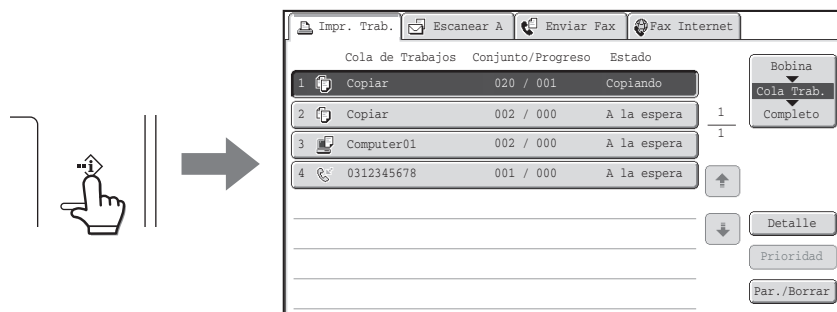 Impr. Trab. Escanear A Enviar Fax Fax Internet
Cola de Trabajos Conjunto/Progreso Estado
1 Copiar 020 / 001 Copiando
2 Copiar 002 / 000 A la espera
3 Computer01 002 / 000 A la espera
4 0312345678 001 / 000 A la espera
1
1
Bobina
Cola Trab.
Completo
Detalle
Prioridad
Par./Borrar